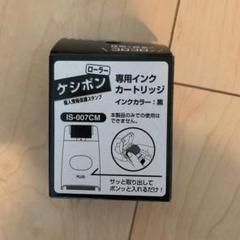 ローラー
ケシポン
個人情報保護スタンプ
専用インク
カートリッジ
インクカラー：黒
IS-007CM
本製品のみでの使用は
できません。
PLUS
サッと取り出して
ポンッと入れるだけ!